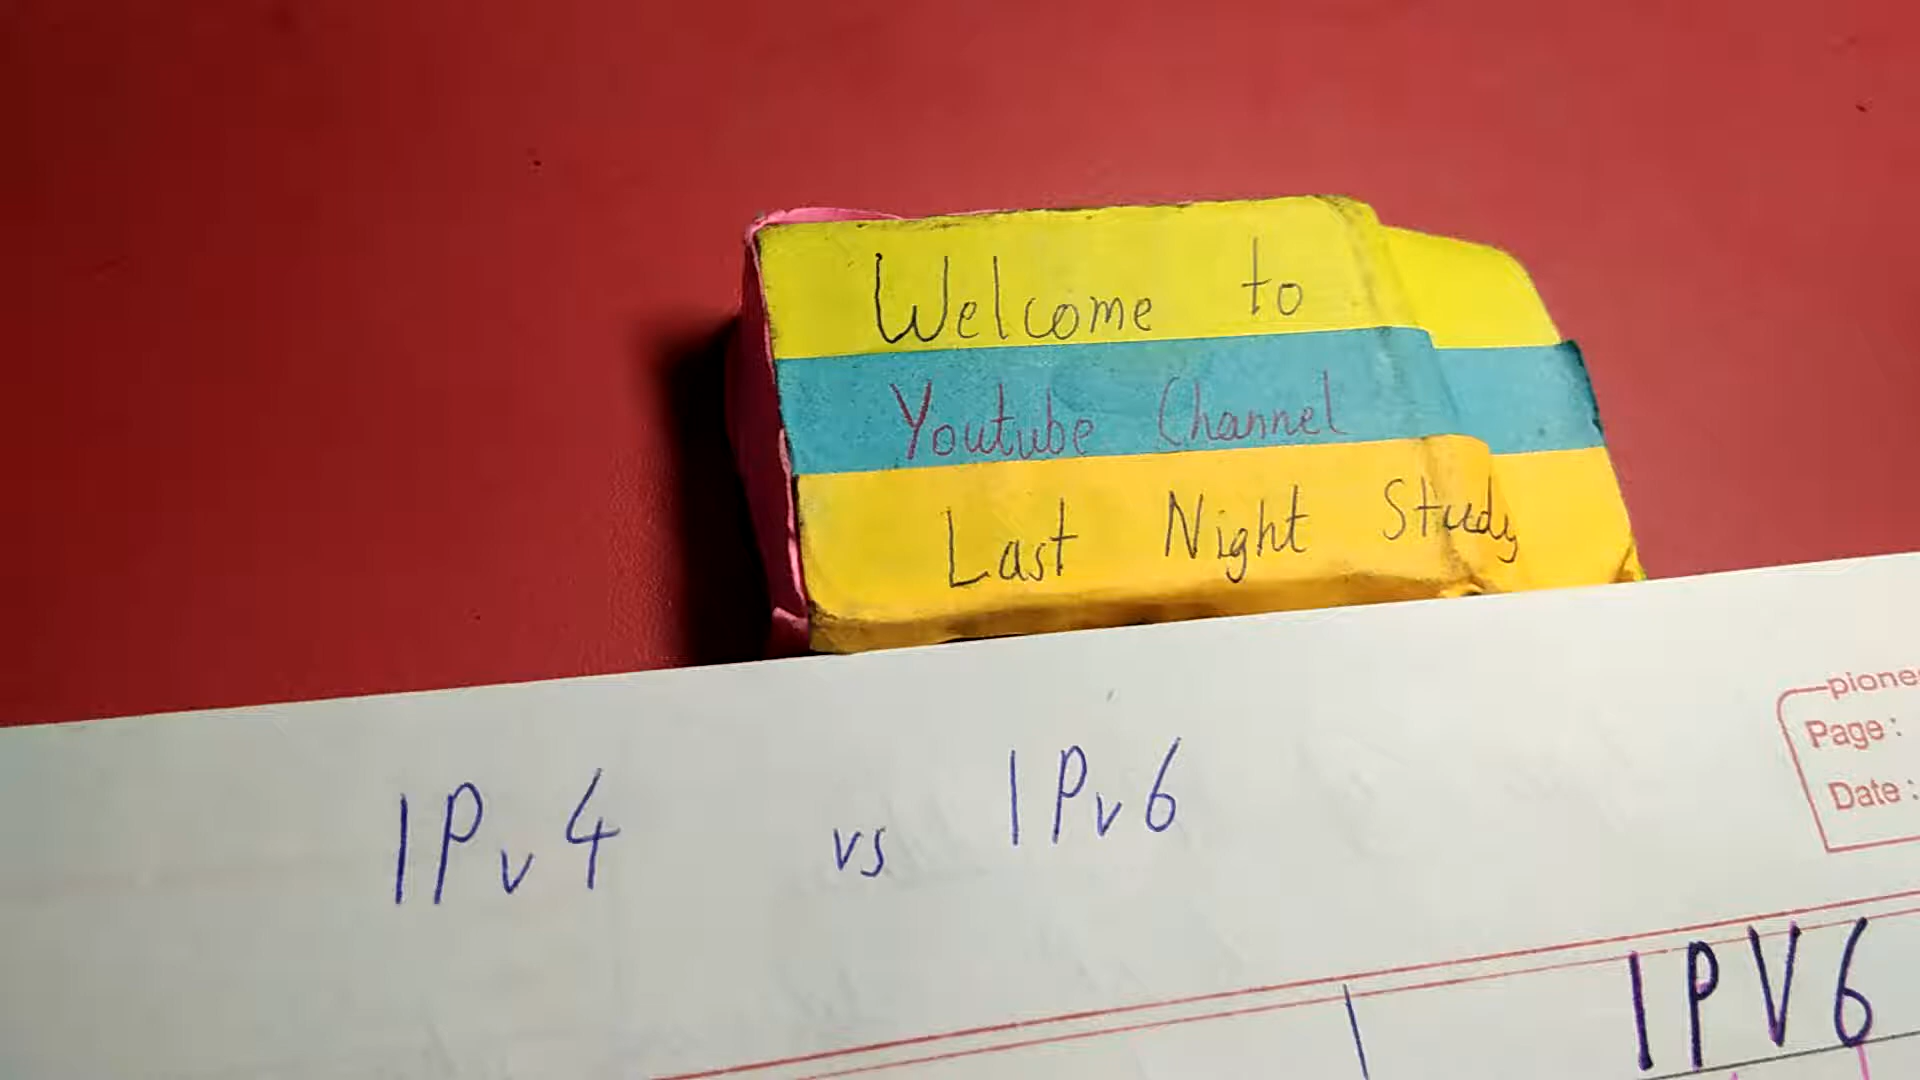 Welcome to
Youtube Channel
Last Night Study
Page :
Date :
IPv4 vs IPv6
IPV6